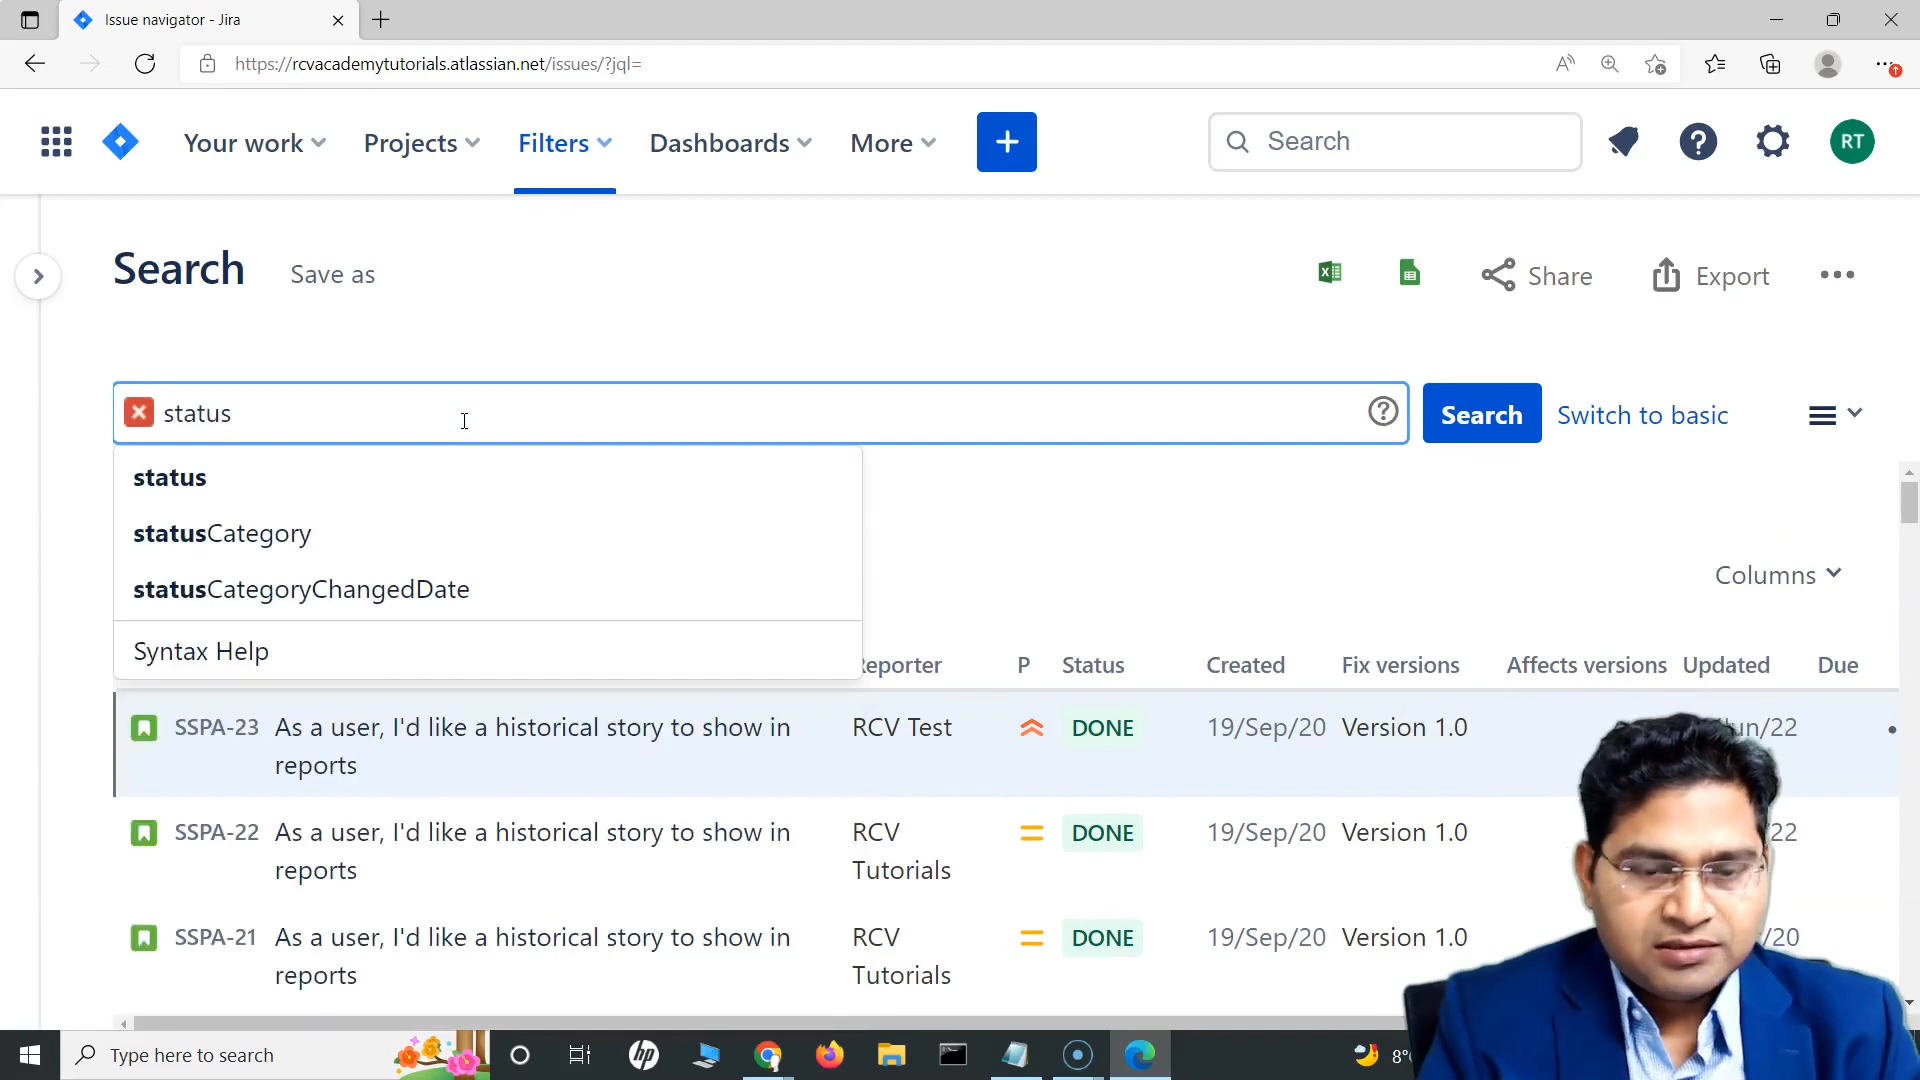 Issue navigator - Jira
https://rcvacademytutorials.atlassian.net/issues/?jql=
Your work
Projects
Filters
Dashboards
More
Search
RT
Search
Save as
Share
Export
status
Search
Switch to basic
status
statusCategory
statusCategoryChangedDate
Syntax Help
Columns
Reporter P Status Created Fix versions Affects versions Updated Due
SSPA-23 As a user, I'd like a historical story to show in RCV Test DONE 19/Sep/20 Version 1.0
reports
SSPA-22 As a user, I'd like a historical story to show in RCV DONE 19/Sep/20 Version 1.0
reports Tutorials
SSPA-21 As a user, I'd like a historical story to show in RCV DONE 19/Sep/20 Version 1.0
reports Tutorials
Type here to search
hp